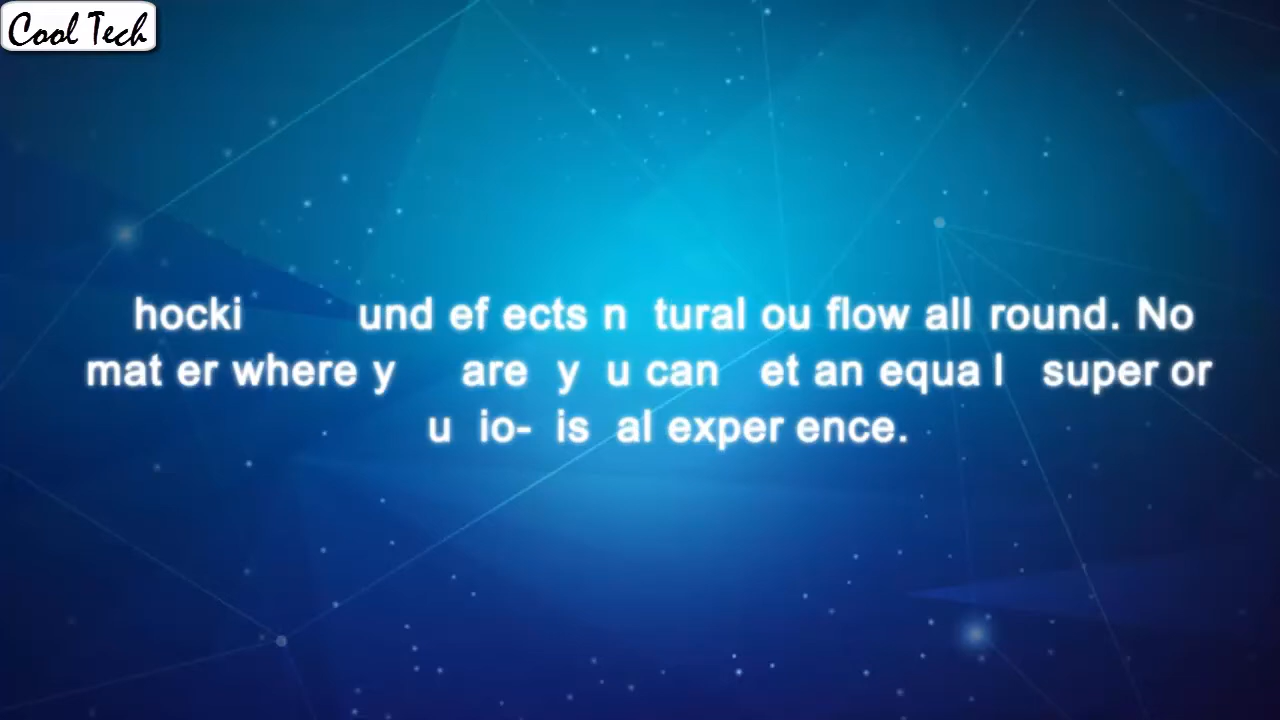 Cool Tech
hocki und ef ects n tural ou flow all round. No
mat er where y are y u can et an equa l super or
u io- is al exper ence.